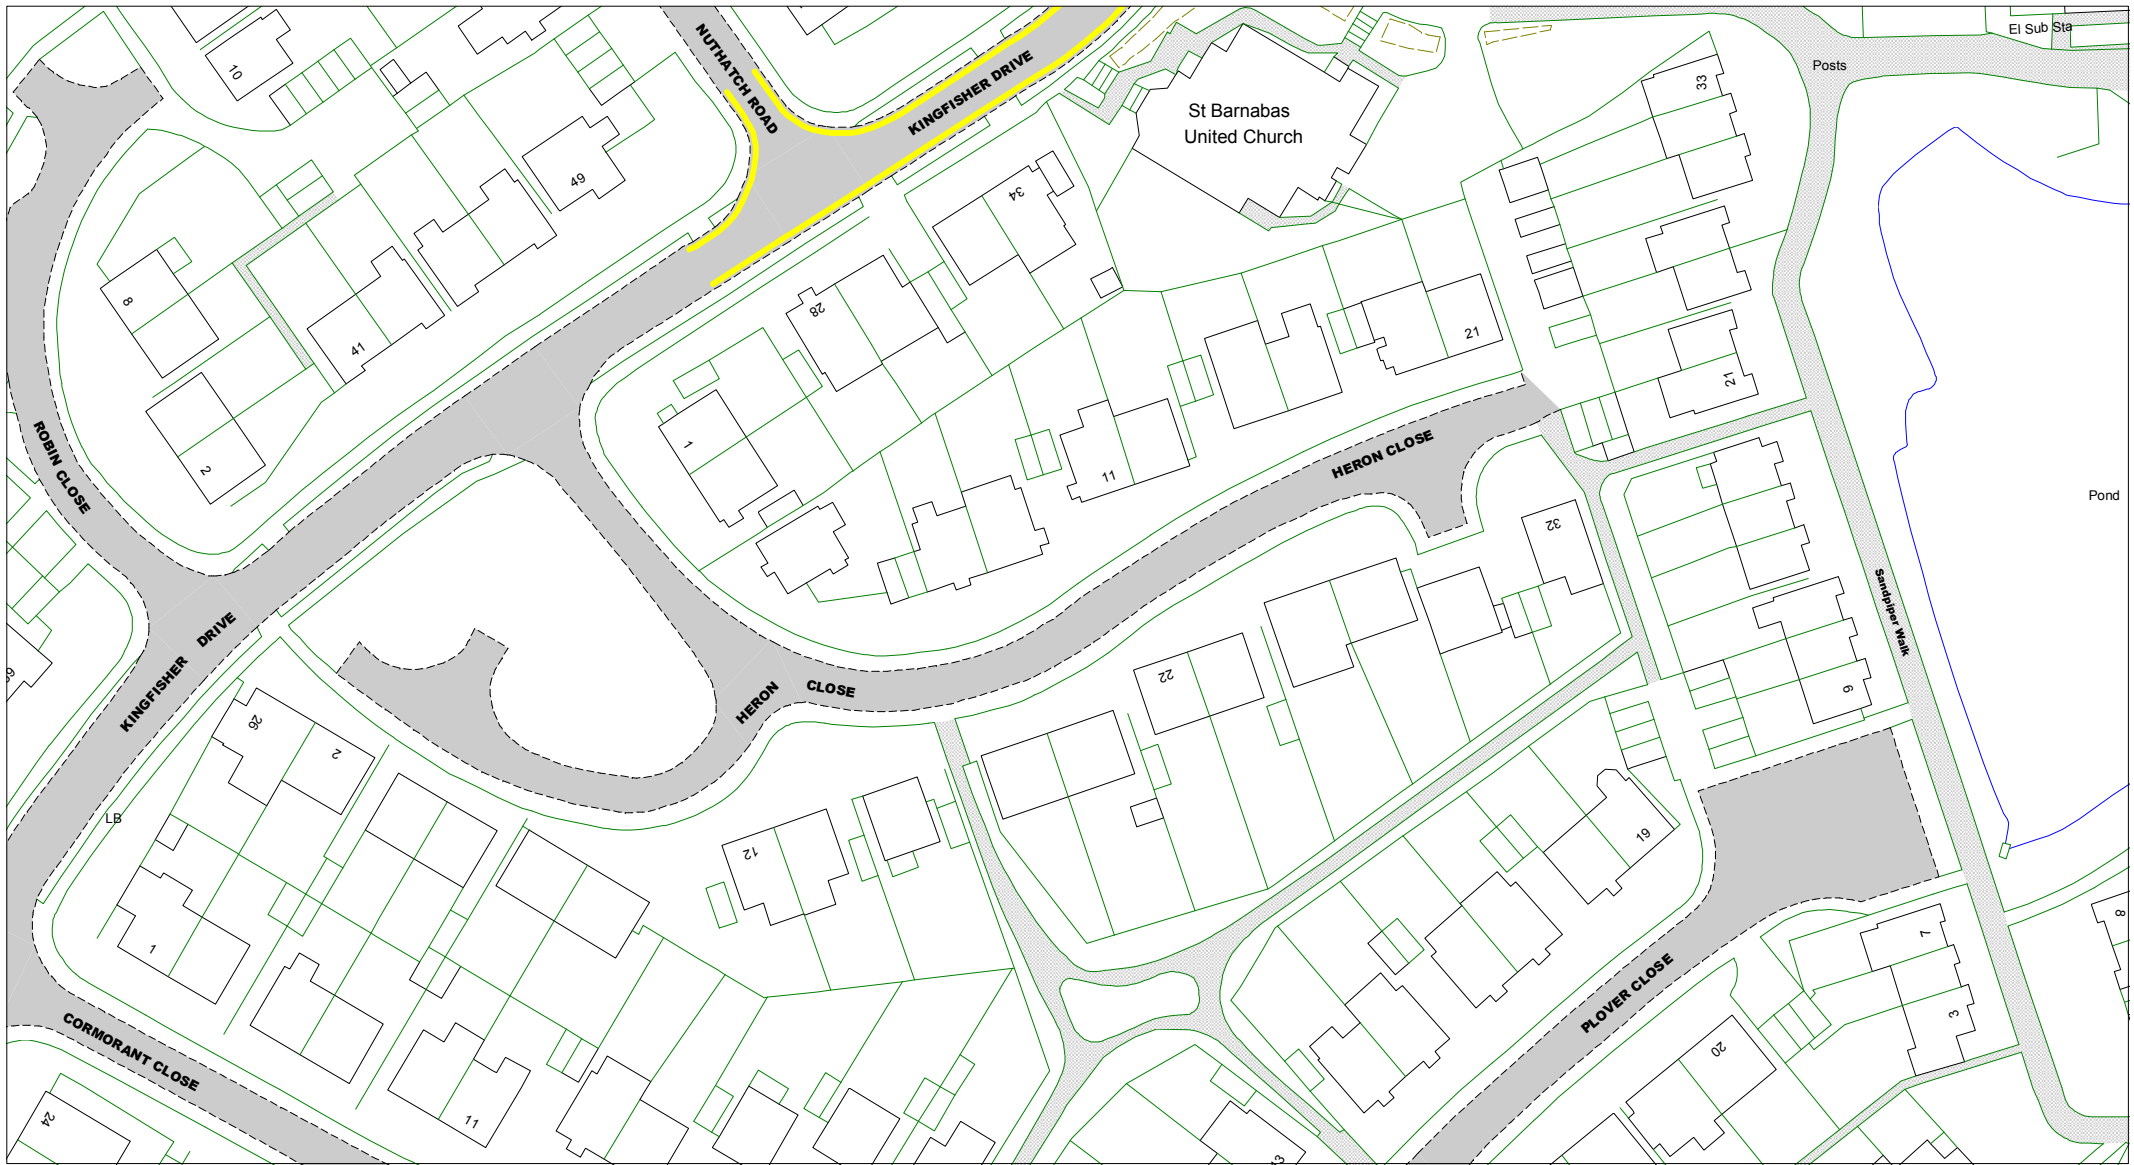 El Sub Sta
Posts
10
NUTHATCH ROAD
KINGFISHER DRIVE
St Barnabas
United Church
33
49
34
8
41
28
21
21
2
1
11
HERON CLOSE
ROBIN CLOSE
Pond
32
Sandpiper Walk
KINGFISHER DRIVE
HERON CLOSE
22
9
26
2
LB
12
19
1
7
8
PLOVER CLOSE
3
CORMORANT CLOSE
20
11
24